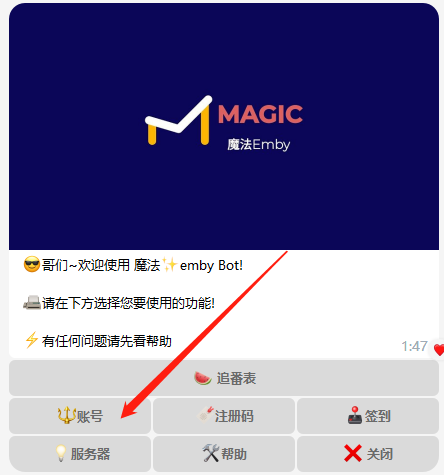 MAGIC
魔法Emby
😎哥们~欢迎使用 魔法✨emby Bot!
📠请在下方选择您要使用的功能!
⚡有任何问题请先看帮助
1:47
🍉 追番表
🔱账号
注册码
🕹️签到
💡服务器
🛠️帮助
❌ 关闭